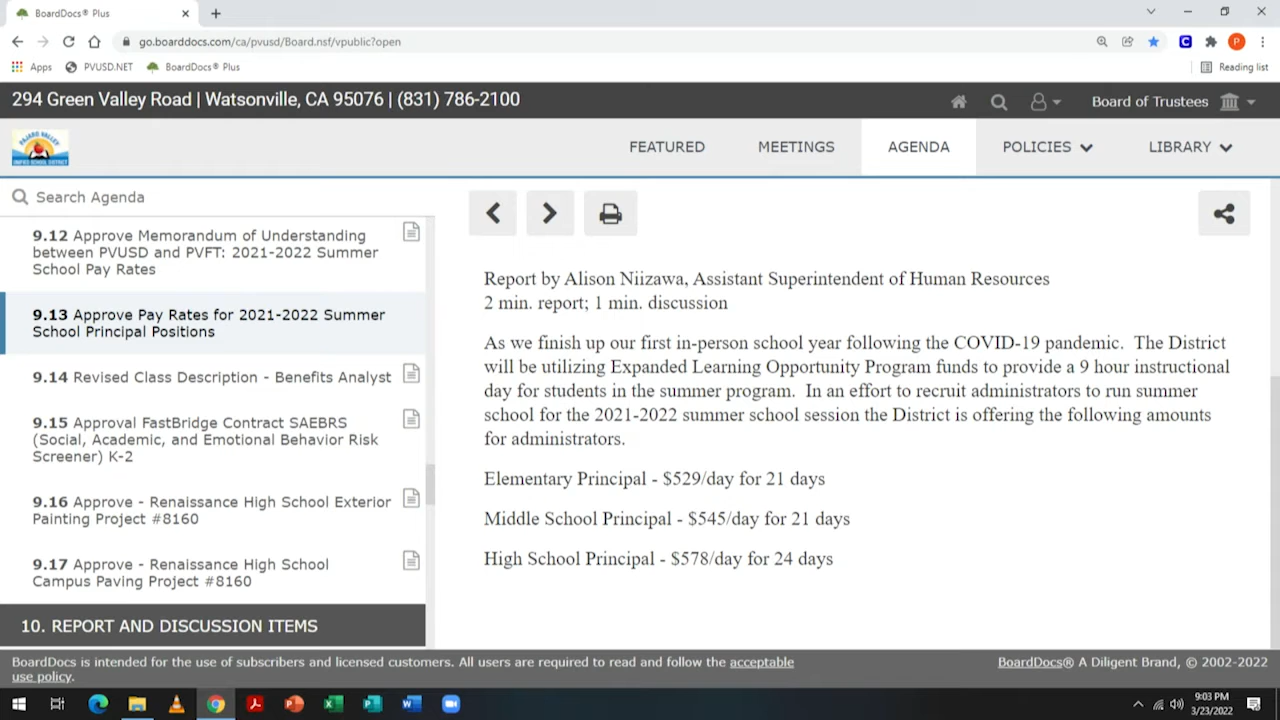 BoardDocs® Plus
go.boarddocs.com/ca/pvusd/Board.nsf/vpublic?open
P
Apps
PVUSD.NET
BoardDocs® Plus
Reading list
294 Green Valley Road | Watsonville, CA 95076 | (831) 786-2100
Board of Trustees
PAJARO VALLEY
UNIFIED SCHOOL DISTRICT
FEATURED
MEETINGS
AGENDA
POLICIES
LIBRARY
Search Agenda
9.12 Approve Memorandum of Understanding
between PVUSD and PVFT: 2021-2022 Summer
School Pay Rates
9.13 Approve Pay Rates for 2021-2022 Summer
School Principal Positions
9.14 Revised Class Description - Benefits Analyst
9.15 Approval FastBridge Contract SAEBRS
(Social, Academic, and Emotional Behavior Risk
Screener) K-2
9.16 Approve - Renaissance High School Exterior
Painting Project #8160
9.17 Approve - Renaissance High School
Campus Paving Project #8160
10. REPORT AND DISCUSSION ITEMS
Report by Alison Niizawa, Assistant Superintendent of Human Resources
2 min. report; 1 min. discussion
As we finish up our first in-person school year following the COVID-19 pandemic. The District
will be utilizing Expanded Learning Opportunity Program funds to provide a 9 hour instructional
day for students in the summer program. In an effort to recruit administrators to run summer
school for the 2021-2022 summer school session the District is offering the following amounts
for administrators.
Elementary Principal - $529/day for 21 days
Middle School Principal - $545/day for 21 days
High School Principal - $578/day for 24 days
BoardDocs is intended for the use of subscribers and licensed customers. All users are required to read and follow the acceptable
use policy.
BoardDocs® A Diligent Brand, © 2002-2022
9:03 PM
3/23/2022